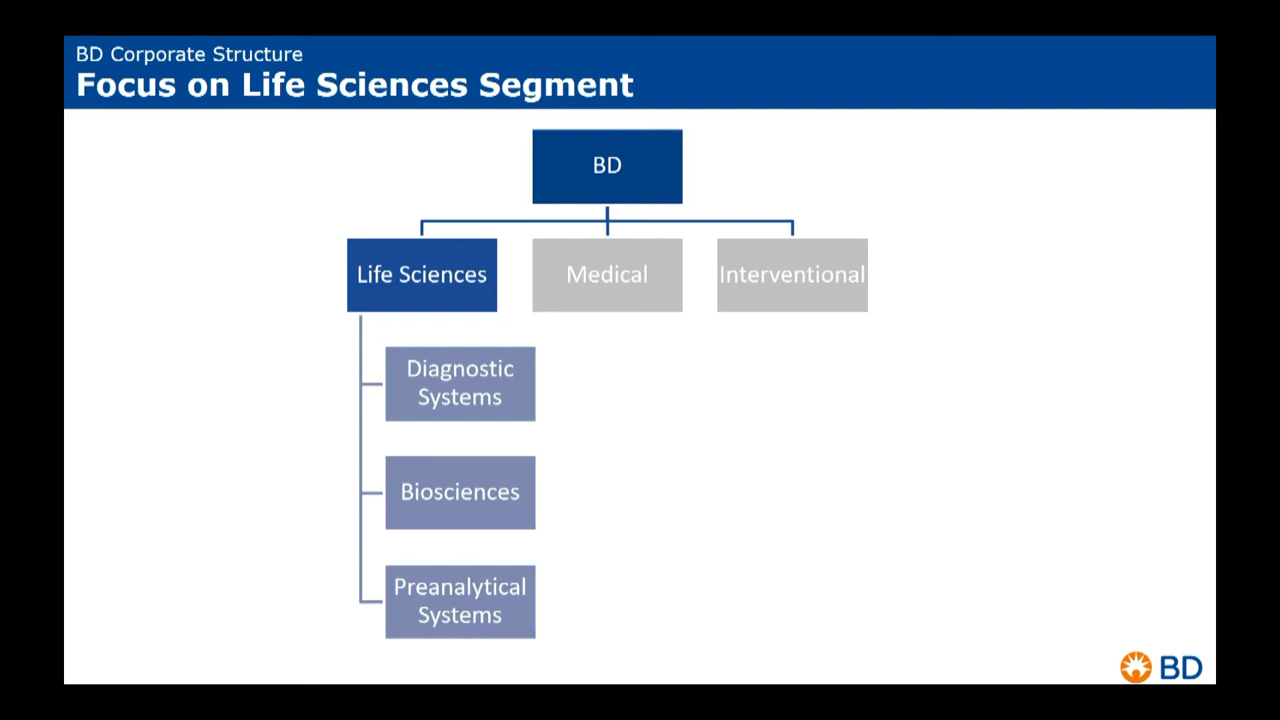 BD Corporate Structure
Focus on Life Sciences Segment
BD
Life Sciences
Medical
Interventional
Diagnostic
Systems
Biosciences
Preanalytical
Systems
BD